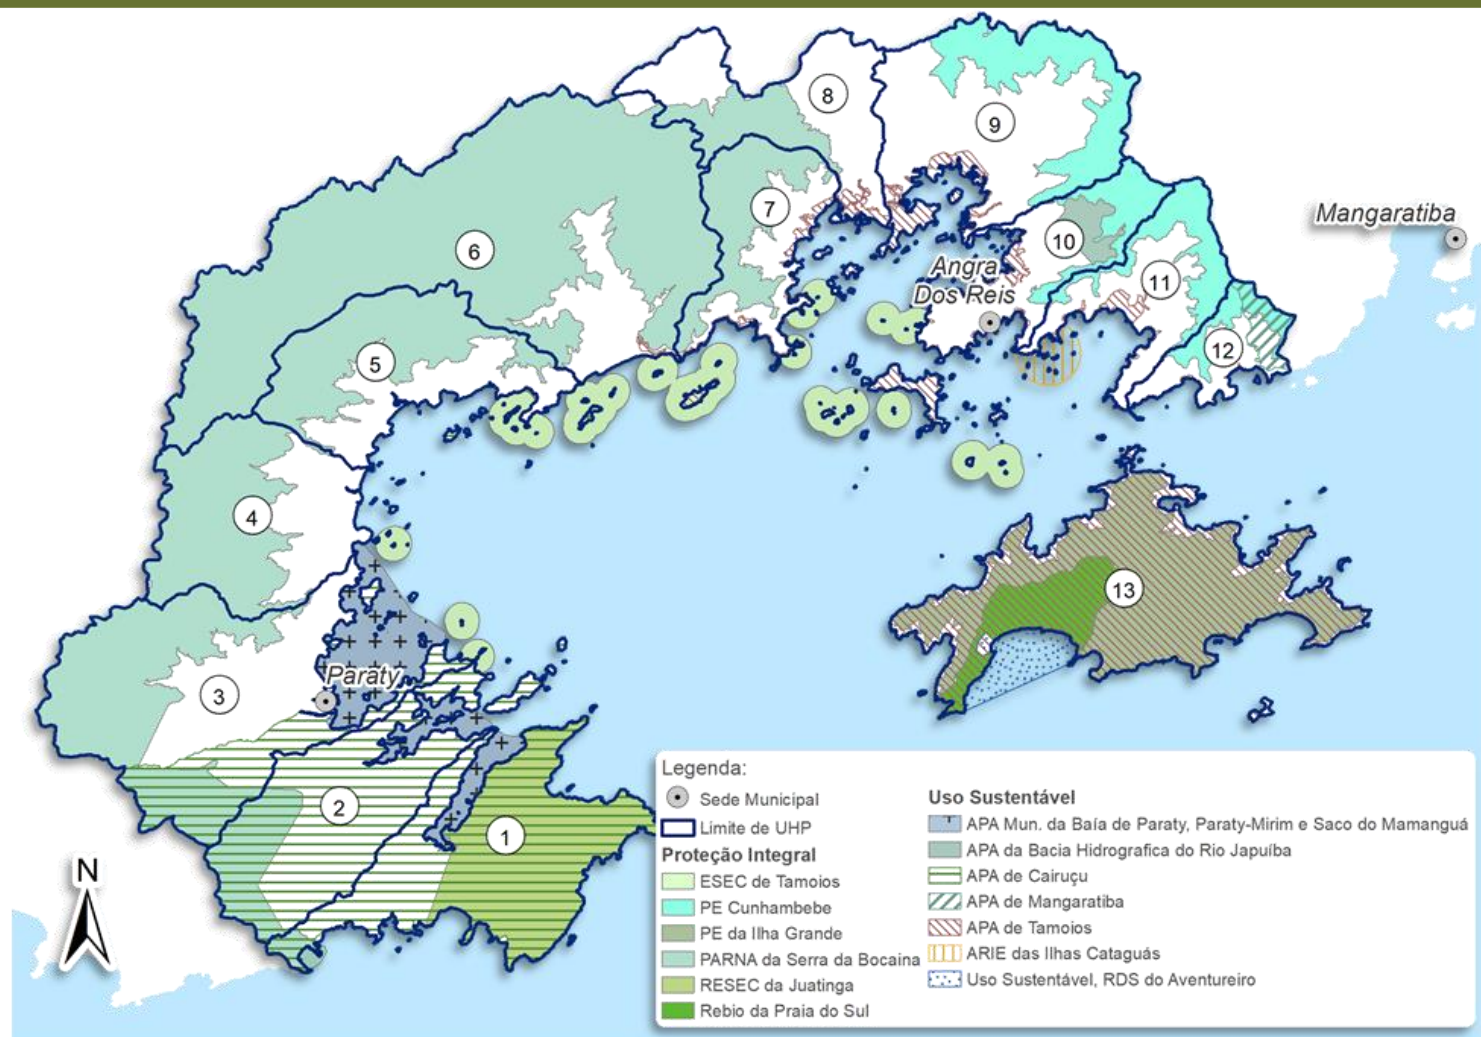 8
9
Mangaratiba
7
10
6
Angra
Dos Reis
11
12
5
4
13
Paraty
3
2
1
N
Legenda:
Sede Municipal
Limite de UHP
Proteção Integral
ESEC de Tamoios
PE Cunhambebe
PE da Ilha Grande
PARNA da Serra da Bocaina
RESEC da Juatinga
Rebio da Praia do Sul
Uso Sustentável
APA Mun. da Baía de Paraty, Paraty-Mirim e Saco do Mamanguá
APA da Bacia Hidrografica do Rio Japuíba
APA de Cairuçu
APA de Mangaratiba
APA de Tamoios
ARIE das Ilhas Cataguás
Uso Sustentável, RDS do Aventureiro